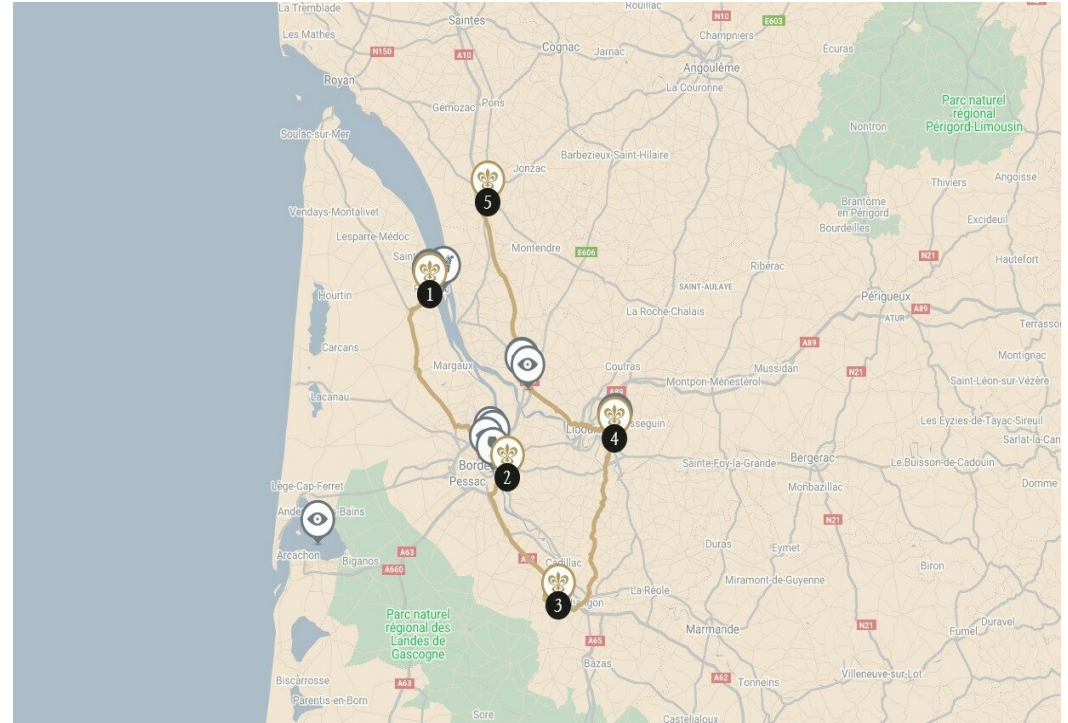 La Tremblade
Rouillac
N10
E603
Saintes
Les Mathes
N150
A10
Cognac
Jarnac
Champniers
Écuras
Angoulême
Royan
La Couronne
Gémozac
Pons
Parc naturel
régional
Périgord-Limousin
Nontron
Soulac-sur-Mer
Barbezieux-Saint-Hilaire
Jonzac
Thiviers
Angoisse
5
Brantôme
en Périgord
Bourdeilles
Vendays-Montalivet
Excideuil
Lesparre-Médoc
Montendre
E606
N21
Hautefort
Ribérac
SAINT-AULAYE
1
Hourtin
Périgueux
La Roche-Chalais
A89
ATUR
Terrasson
Carcans
A89
Montignac
Margaux
Coutras
Mussidan
N21
Montpon-Ménestérol
Saint-Léon-sur-Vézère
A89
Lacanau
Les Eyzies-de-Tayac-Sireuil
4
Sarlat-la-Can
Bergerac
Sainte-Foy-la-Grande
Le Buisson-de-Cadouin
Pessac
2
Lège-Cap-Ferret
Monbazillac
Domme
N21
Duras
Eymet
Arcachon
Biganos
A63
A660
Cadillac
Biron
Miramont-de-Guyenne
La Réole
3
Parc naturel
régional des
Landes de
Gascogne
Marmande
N21
Duravel
Fumel
A65
Bazas
Villeneuve-sur-Lot
A62
Tonneins
Biscarrosse
A63
Parentis-en-Born
Sore
Casteljaloux